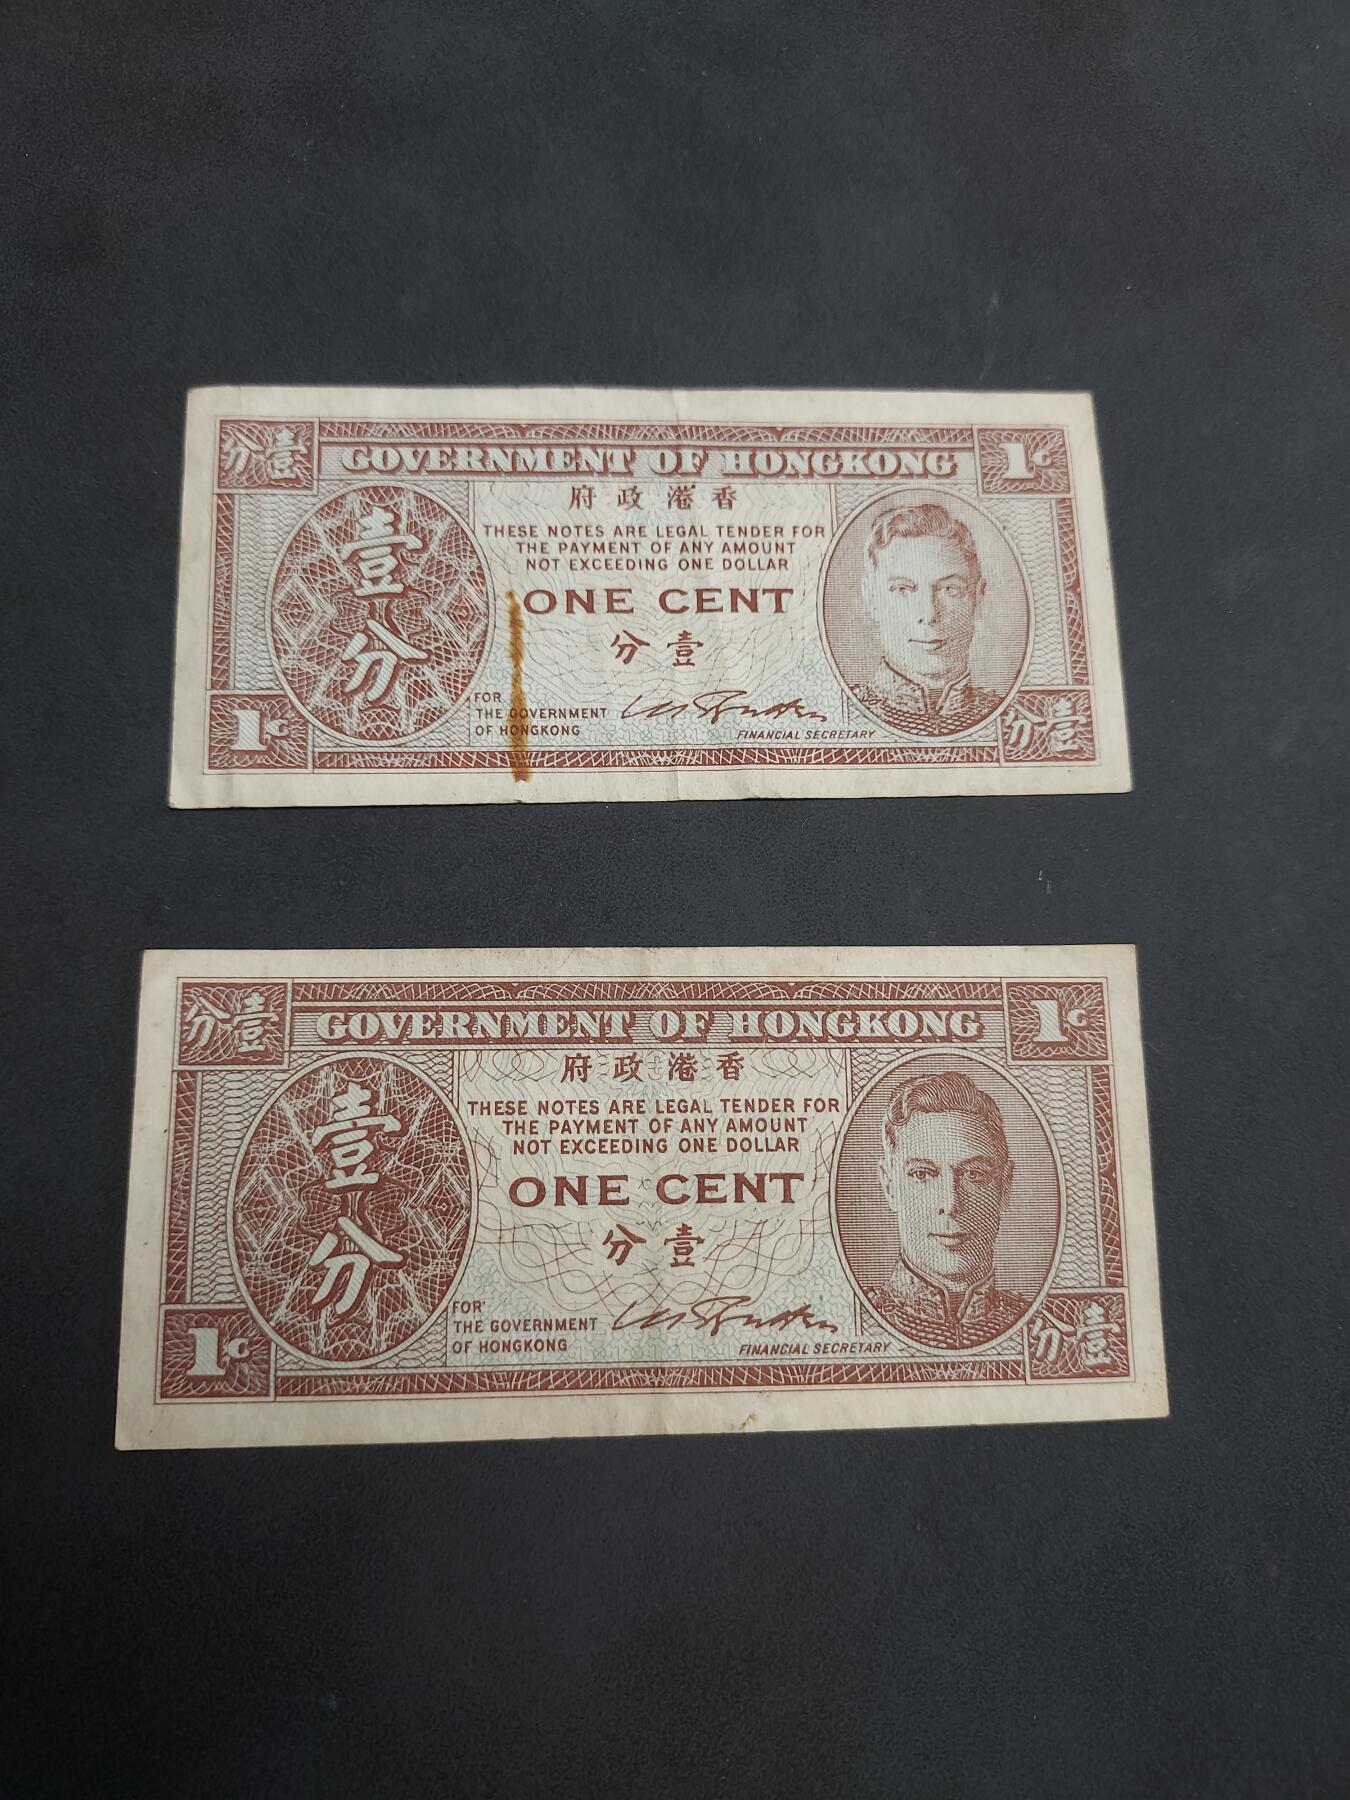 分壹
GOVERNMENT OF HONGKONG
1C
府政港香
壹分
THESE NOTES ARE LEGAL TENDER FOR
THE PAYMENT OF ANY AMOUNT
NOT EXCEEDING ONE DOLLAR
ONE CENT
分壹
FOR
THE GOVERNMENT
OF HONGKONG
FINANCIAL SECRETARY
1C
分壹
分壹
GOVERNMENT OF HONGKONG
1C
府政港香
壹分
THESE NOTES ARE LEGAL TENDER FOR
THE PAYMENT OF ANY AMOUNT
NOT EXCEEDING ONE DOLLAR
ONE CENT
分壹
FOR
THE GOVERNMENT
OF HONGKONG
FINANCIAL SECRETARY
1C
分壹